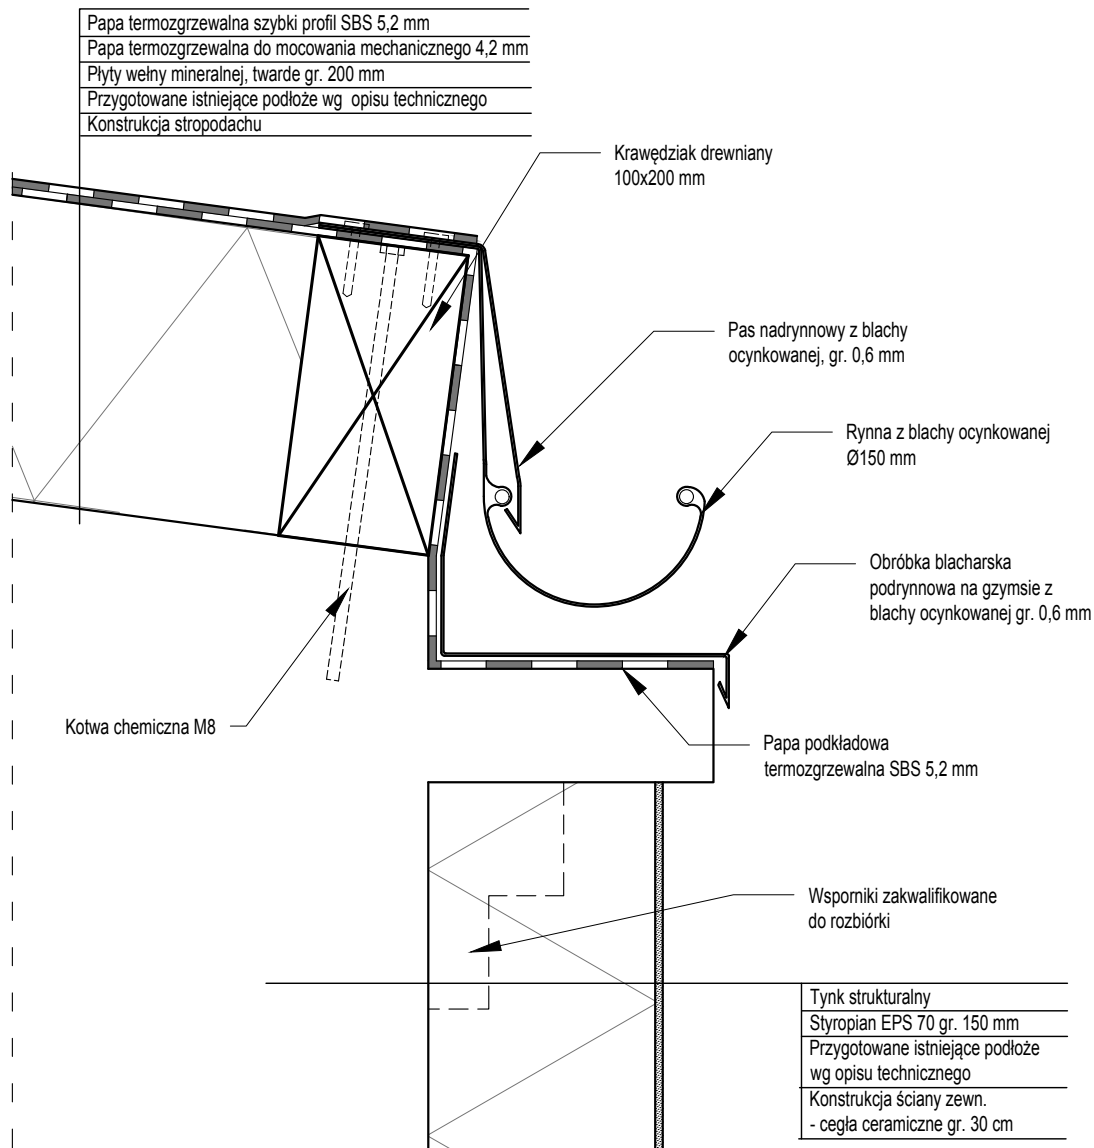 Papa termozgrzewalna szybki profil SBS 5,2 mm
Papa termozgrzewalna do mocowania mechanicznego 4,2 mm
Płyty wełny mineralnej, twarde gr. 200 mm
Przygotowane istniejące podłoże wg opisu technicznego
Konstrukcja stropodachu
Krawędziak drewniany
100x200 mm
Pas nadrynnowy z blachy
ocynkowanej, gr. 0,6 mm
Rynna z blachy ocynkowanej
Ø150 mm
Obróbka blacharska
podrynnowa na gzymsie z
blachy ocynkowanej gr. 0,6 mm
Kotwa chemiczna M8
Papa podkładowa
termozgrzewalna SBS 5,2 mm
Wsporniki zakwalifikowane
do rozbiórki
Tynk strukturalny
Styropian EPS 70 gr. 150 mm
Przygotowane istniejące podłoże
wg opisu technicznego
Konstrukcja ściany zewn.
- cegła ceramiczne gr. 30 cm